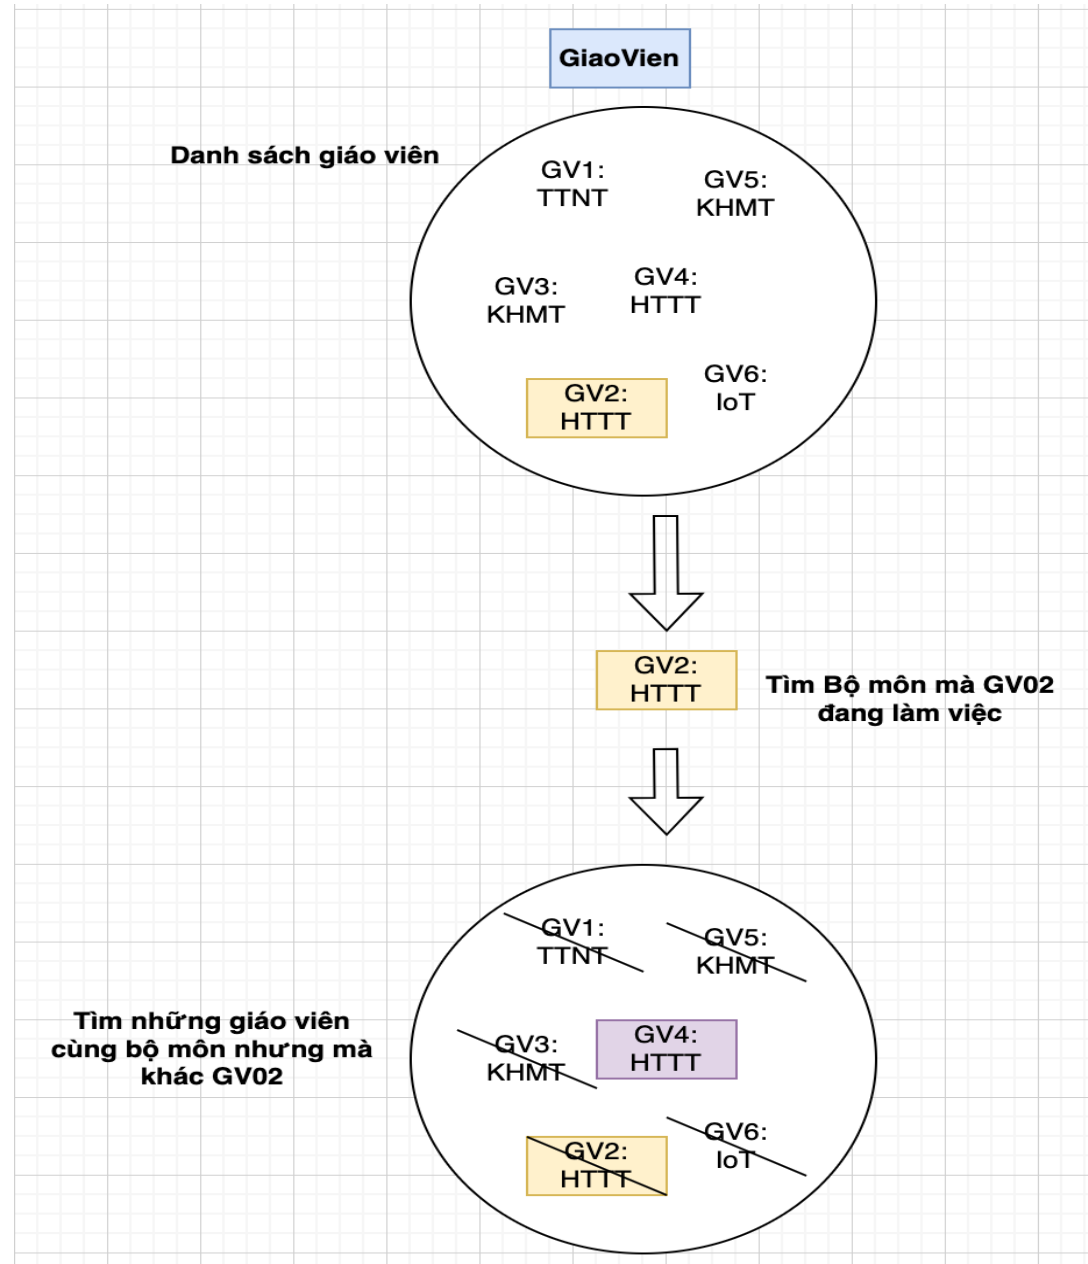 GiaoVien
Danh sách giáo viên
GV1:
TTNT
GV5:
KHMT
GV3:
KHMT
GV4:
HTTT
GV2:
HTTT
GV6:
IoT
GV2:
HTTT
Tìm Bộ môn mà GV02
đang làm việc
GV1:
TTNT
GV5:
KHMT
Tìm những giáo viên
cùng bộ môn nhưng mà
khác GV02
GV3:
KHMT
GV4:
HTTT
GV2:
HTTT
GV6:
IoT